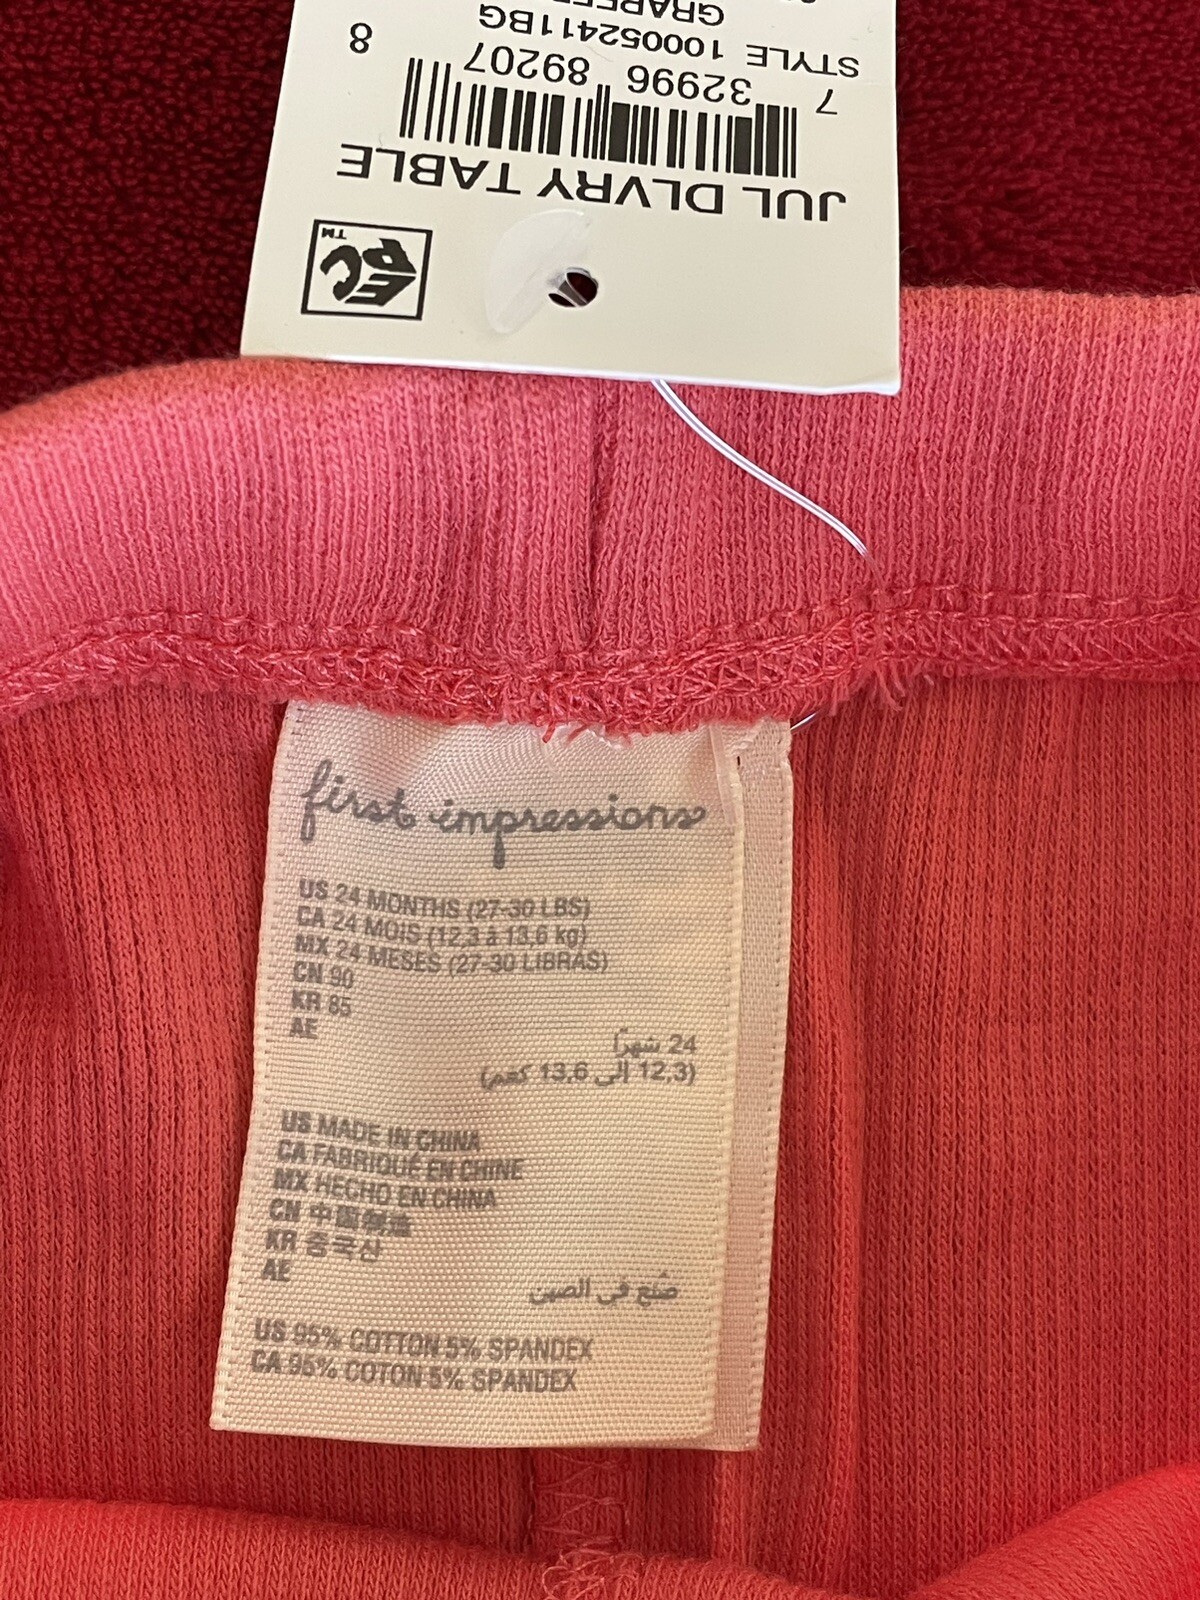 JUL DLVRY TABLE
7 32996 89207 8
STYLE 100052411BG
EPC™
first impressions
US 24 MONTHS (27-30 LBS)
CA 24 MOIS (12,3 à 13,6 kg)
MX 24 MESES (27-30 LIBRAS)
CN 90
KR 85
AE
24 شهرًا
(12,3 إلى 13,6 كغم)
US MADE IN CHINA
CA FABRIQUÉ EN CHINE
MX HECHO EN CHINA
CN 中国制造
KR 중국산
AE
صُنع في الصين
US 95% COTTON 5% SPANDEX
CA 95% COTON 5% SPANDEX